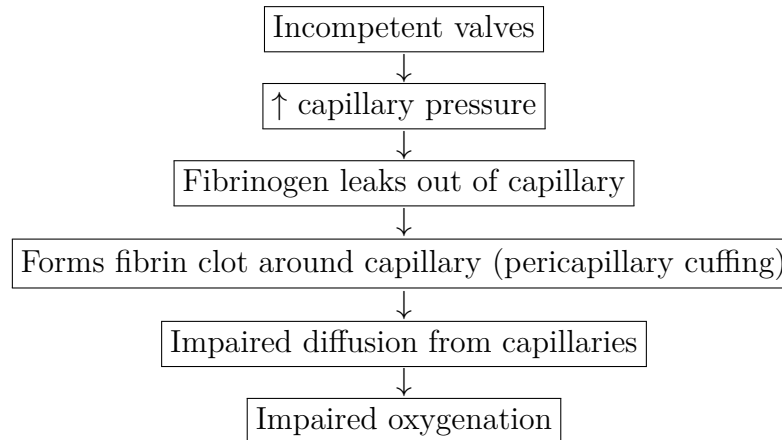 Incompetent valves
↑ capillary pressure
Fibrinogen leaks out of capillary
Forms fibrin clot around capillary (pericapillary cuffing)
Impaired diffusion from capillaries
Impaired oxygenation